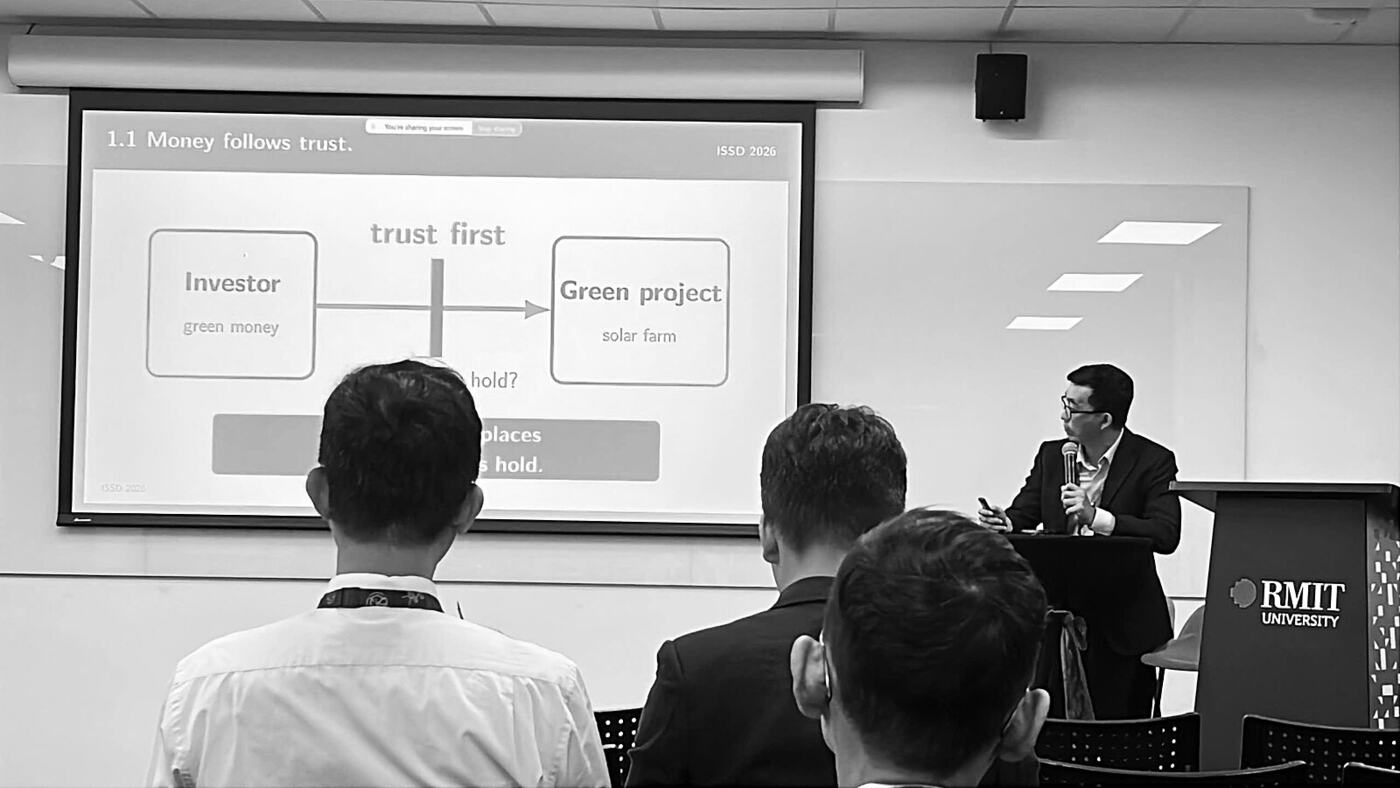 1.1 Money follows trust.
You're sharing your screen
Stop sharing
ISSD 2026
trust first
Investor
green money
Green project
solar farm
hold?
places
hold.
ISSD 2026
RMIT
UNIVERSITY